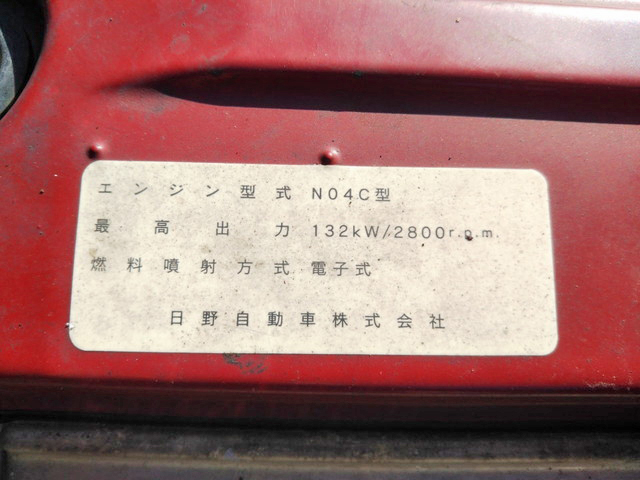 エンジン型式 N04C型
最高出力 132kW/2800r.p.m.
燃料噴射方式 電子式
日野自動車株式会社